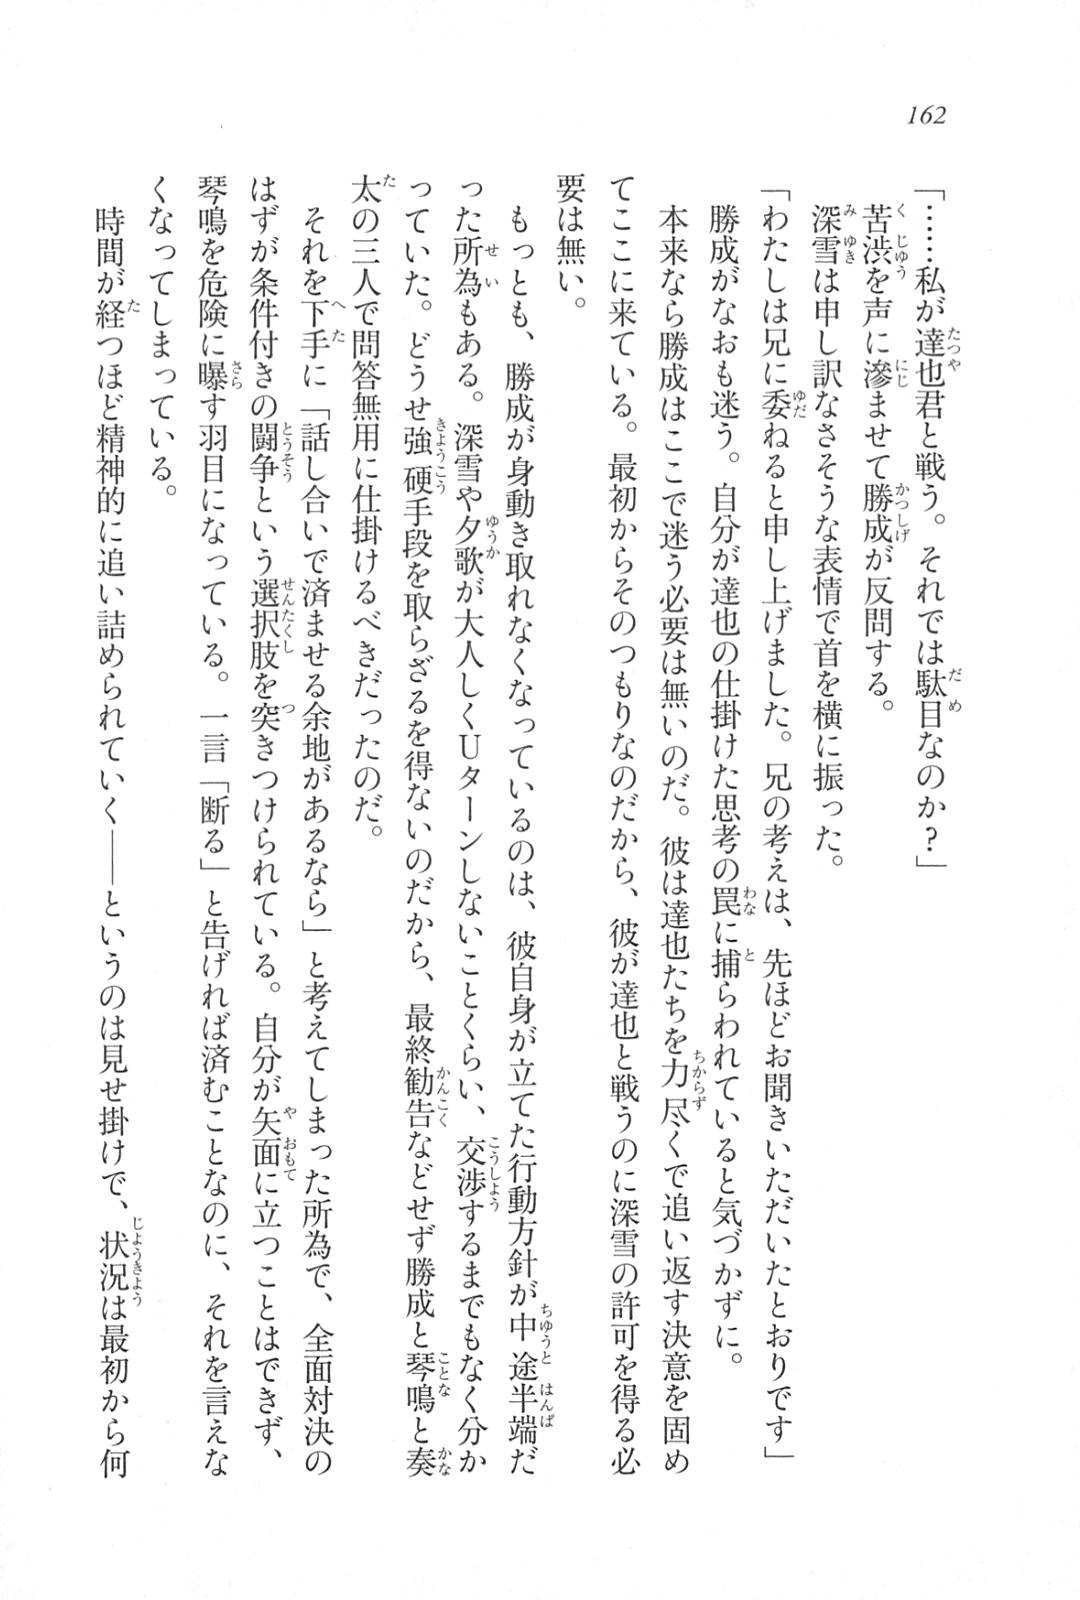 162
「……私が達也君と戦う。それでは駄目なのか?」
苦渋を声に滲ませて勝成が反問する。
深雪は申し訳なさそうな表情で首を横に振った。
「わたしは兄に委ねると申し上げました。兄の考えは、先ほどお聞きいただいたとおりです」
勝成がなおも迷う。自分が達也の仕掛けた思考の罠に捕らわれていると気づかずに。
本来なら勝成はここで迷う必要は無いのだ。彼は達也たちを力尽くで追い返す決意を固め
てここに来ている。最初からそのつもりなのだから、彼が達也と戦うのに深雪の許可を得る必
要は無い。
もっとも、勝成が身動き取れなくなっているのは、彼自身が立てた行動方針が中途半端だ
った所為もある。深雪や夕歌が大人しくUターンしないことくらい、交渉するまでもなく分か
っていた。どうせ強硬手段を取らざるを得ないのだから、最終勧告などせず勝成と琴鳴と奏
太の三人で問答無用に仕掛けるべきだったのだ。
それを下手に「話し合いで済ませる余地があるなら」と考えてしまった所為で、全面対決の
はずが条件付きの闘争という選択肢を突きつけられている。自分が矢面に立つことはできず、
琴鳴を危険に曝す羽目になっている。一言「断る」と告げれば済むことなのに、それを言えな
くなってしまっている。
時間が経つほど精神的に追い詰められていく――というのは見せ掛けで、状況は最初から何